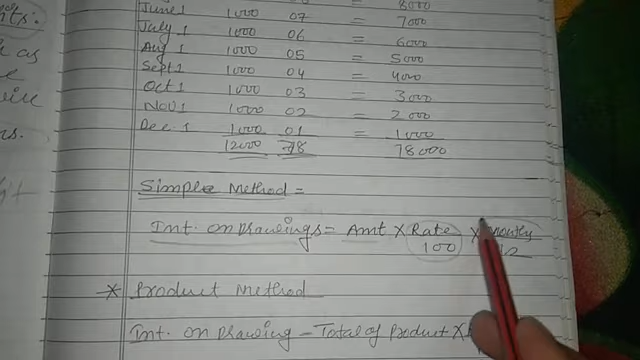 = 8000
June 1 1000 07 = 7000
July 1 1000 06 = 6000
Aug 1 1000 05 = 5000
Sept 1 1000 04 = 4000
Oct 1 1000 03 = 3000
Nov 1 1000 02 = 2000
Dec. 1 1000 01 = 1000
12000 78 78000
Simple Method =
Int. on Drawings = Amt × Rate/100 ×
* Product Method
Int. on Drawing = Total of Product ×
as